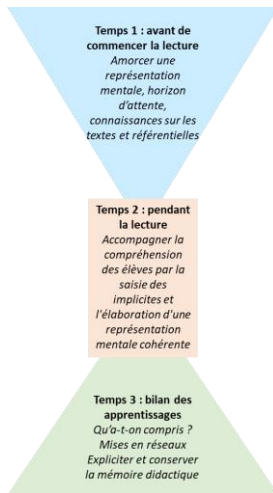 Temps 1 : avant de
commencer la lecture
Amorcer une
représentation
mentale, horizon
d'attente,
connaissances sur les
textes et référentielles
Temps 2 : pendant
la lecture
Accompagner la
compréhension
des élèves par la
saisie des
implicites et
l'élaboration d'une
représentation
mentale cohérente
Temps 3 : bilan des
apprentissages
Qu'a-t-on compris ?
Mises en réseaux
Expliciter et conserver
la mémoire didactique